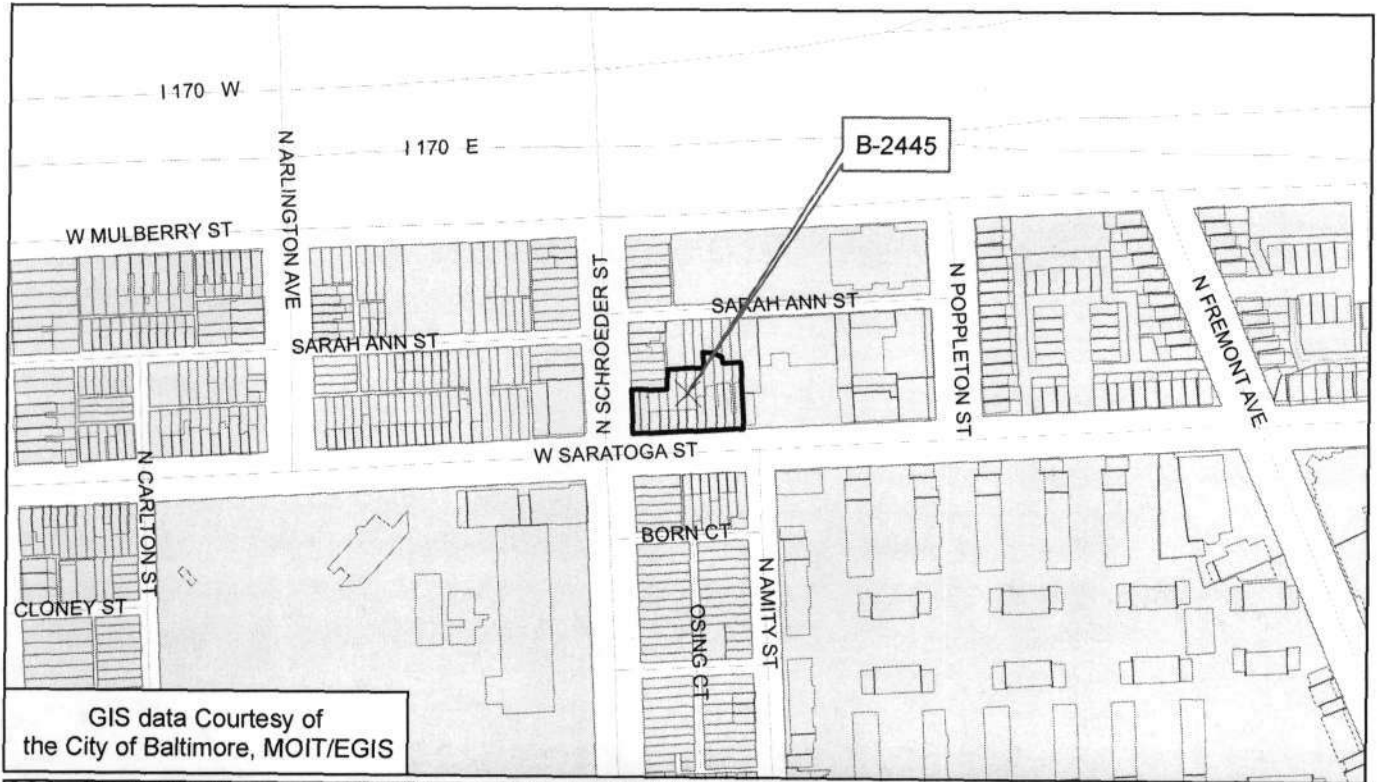 I 170 W
I 170 E
B-2445
N ARLINGTON AVE
W MULBERRY ST
N SCHROEDER ST
SARAH ANN ST
N POPPLETON ST
N FREMONT AVE
SARAH ANN ST
W SARATOGA ST
N CARLTON ST
BORN CT
N AMITY ST
OSING CT
CLONEY ST
GIS data Courtesy of
the City of Baltimore, MOIT/EGIS